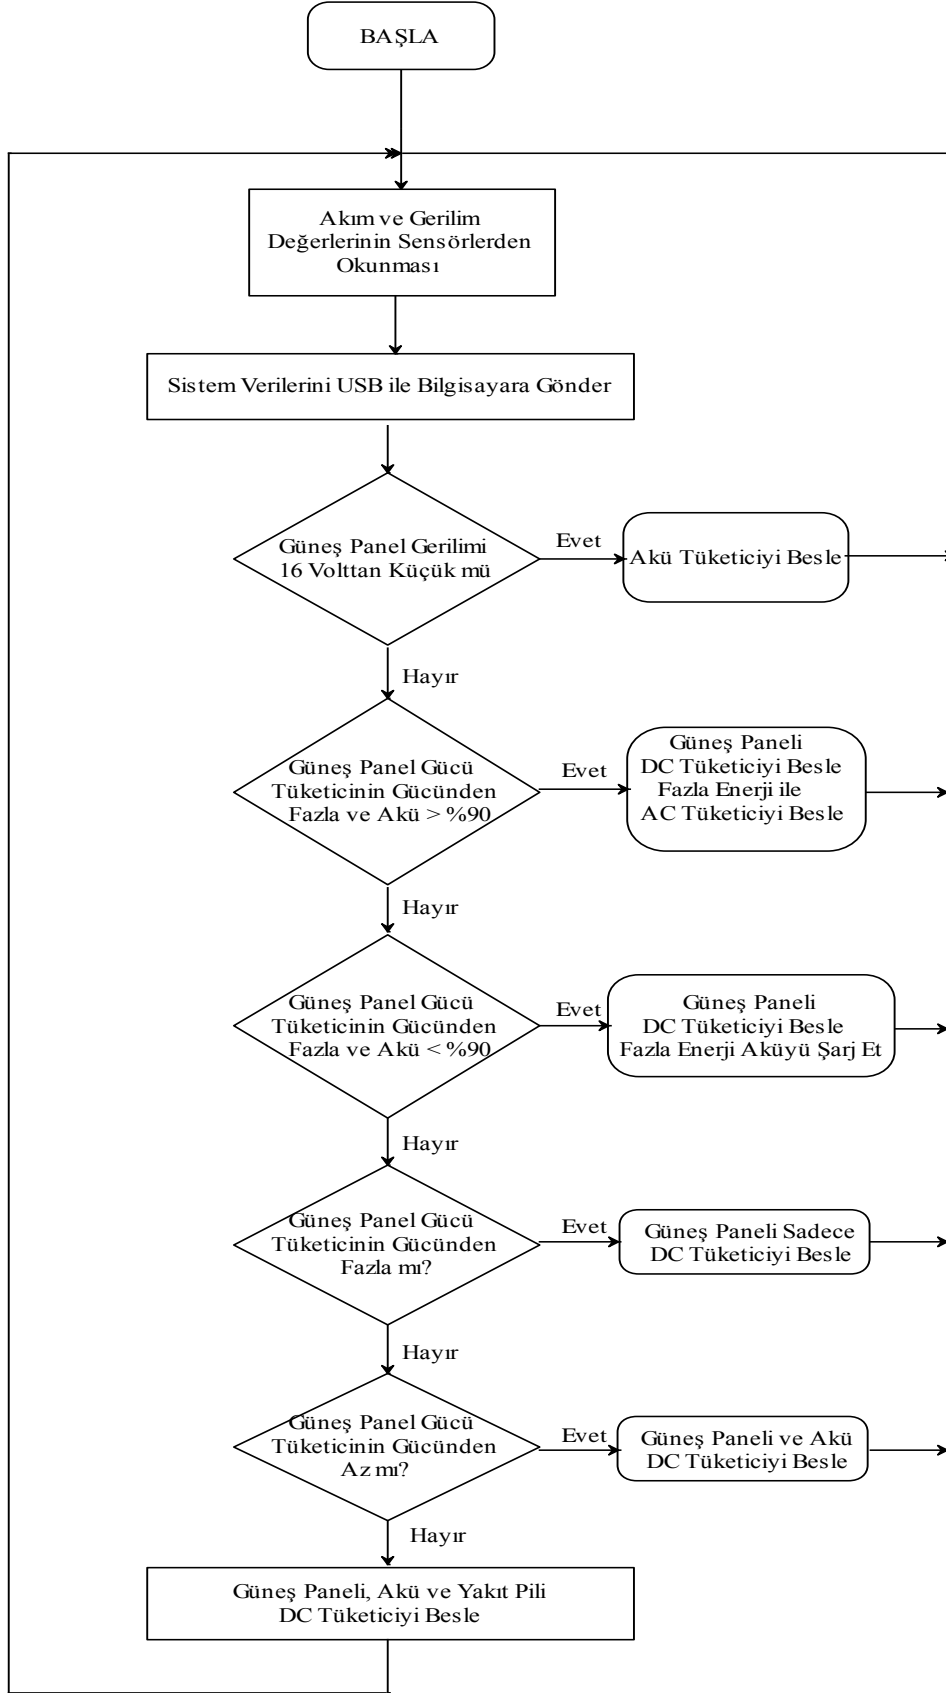 BAŞLA
Akım ve Gerilim
Değerlerinin Sensörlerden
Okunması
Sistem Verilerini USB ile Bilgisayara Gönder
Güneş Panel Gerilimi
16 Volttan Küçük mü
Evet
Akü Tüketiciyi Besle
Hayır
Güneş Panel Gücü
Tüketicinin Gücünden
Fazla ve Akü > %90
Evet
Güneş Paneli
DC Tüketiciyi Besle
Fazla Enerji ile
AC Tüketiciyi Besle
Hayır
Güneş Panel Gücü
Tüketicinin Gücünden
Fazla ve Akü < %90
Evet
Güneş Paneli
DC Tüketiciyi Besle
Fazla Enerji Aküyü Şarj Et
Hayır
Güneş Panel Gücü
Tüketicinin Gücünden
Fazla mı?
Evet
Güneş Paneli Sadece
DC Tüketiciyi Besle
Hayır
Güneş Panel Gücü
Tüketicinin Gücünden
Az mı?
Evet
Güneş Paneli ve Akü
DC Tüketiciyi Besle
Hayır
Güneş Paneli, Akü ve Yakıt Pili
DC Tüketiciyi Besle